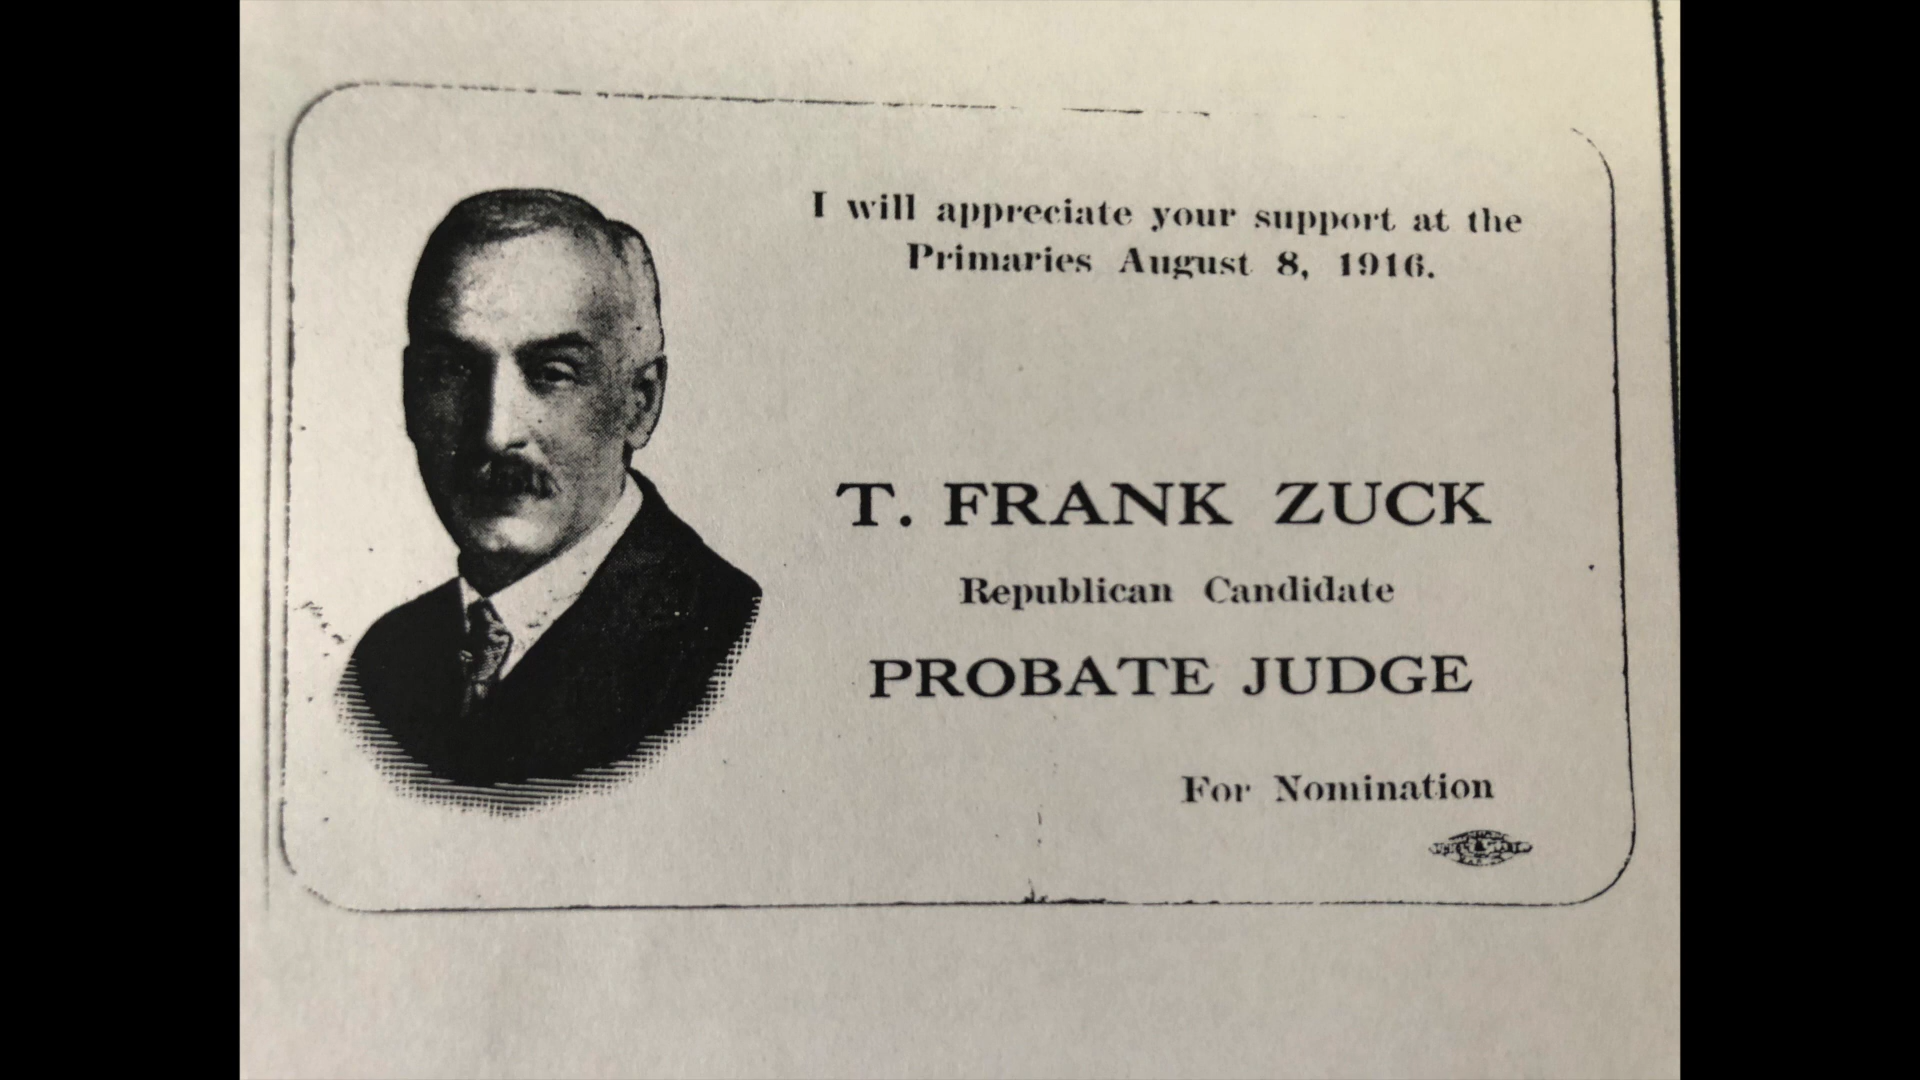 I will appreciate your support at the
Primaries August 8, 1916.
T. FRANK ZUCK
Republican Candidate
PROBATE JUDGE
For Nomination